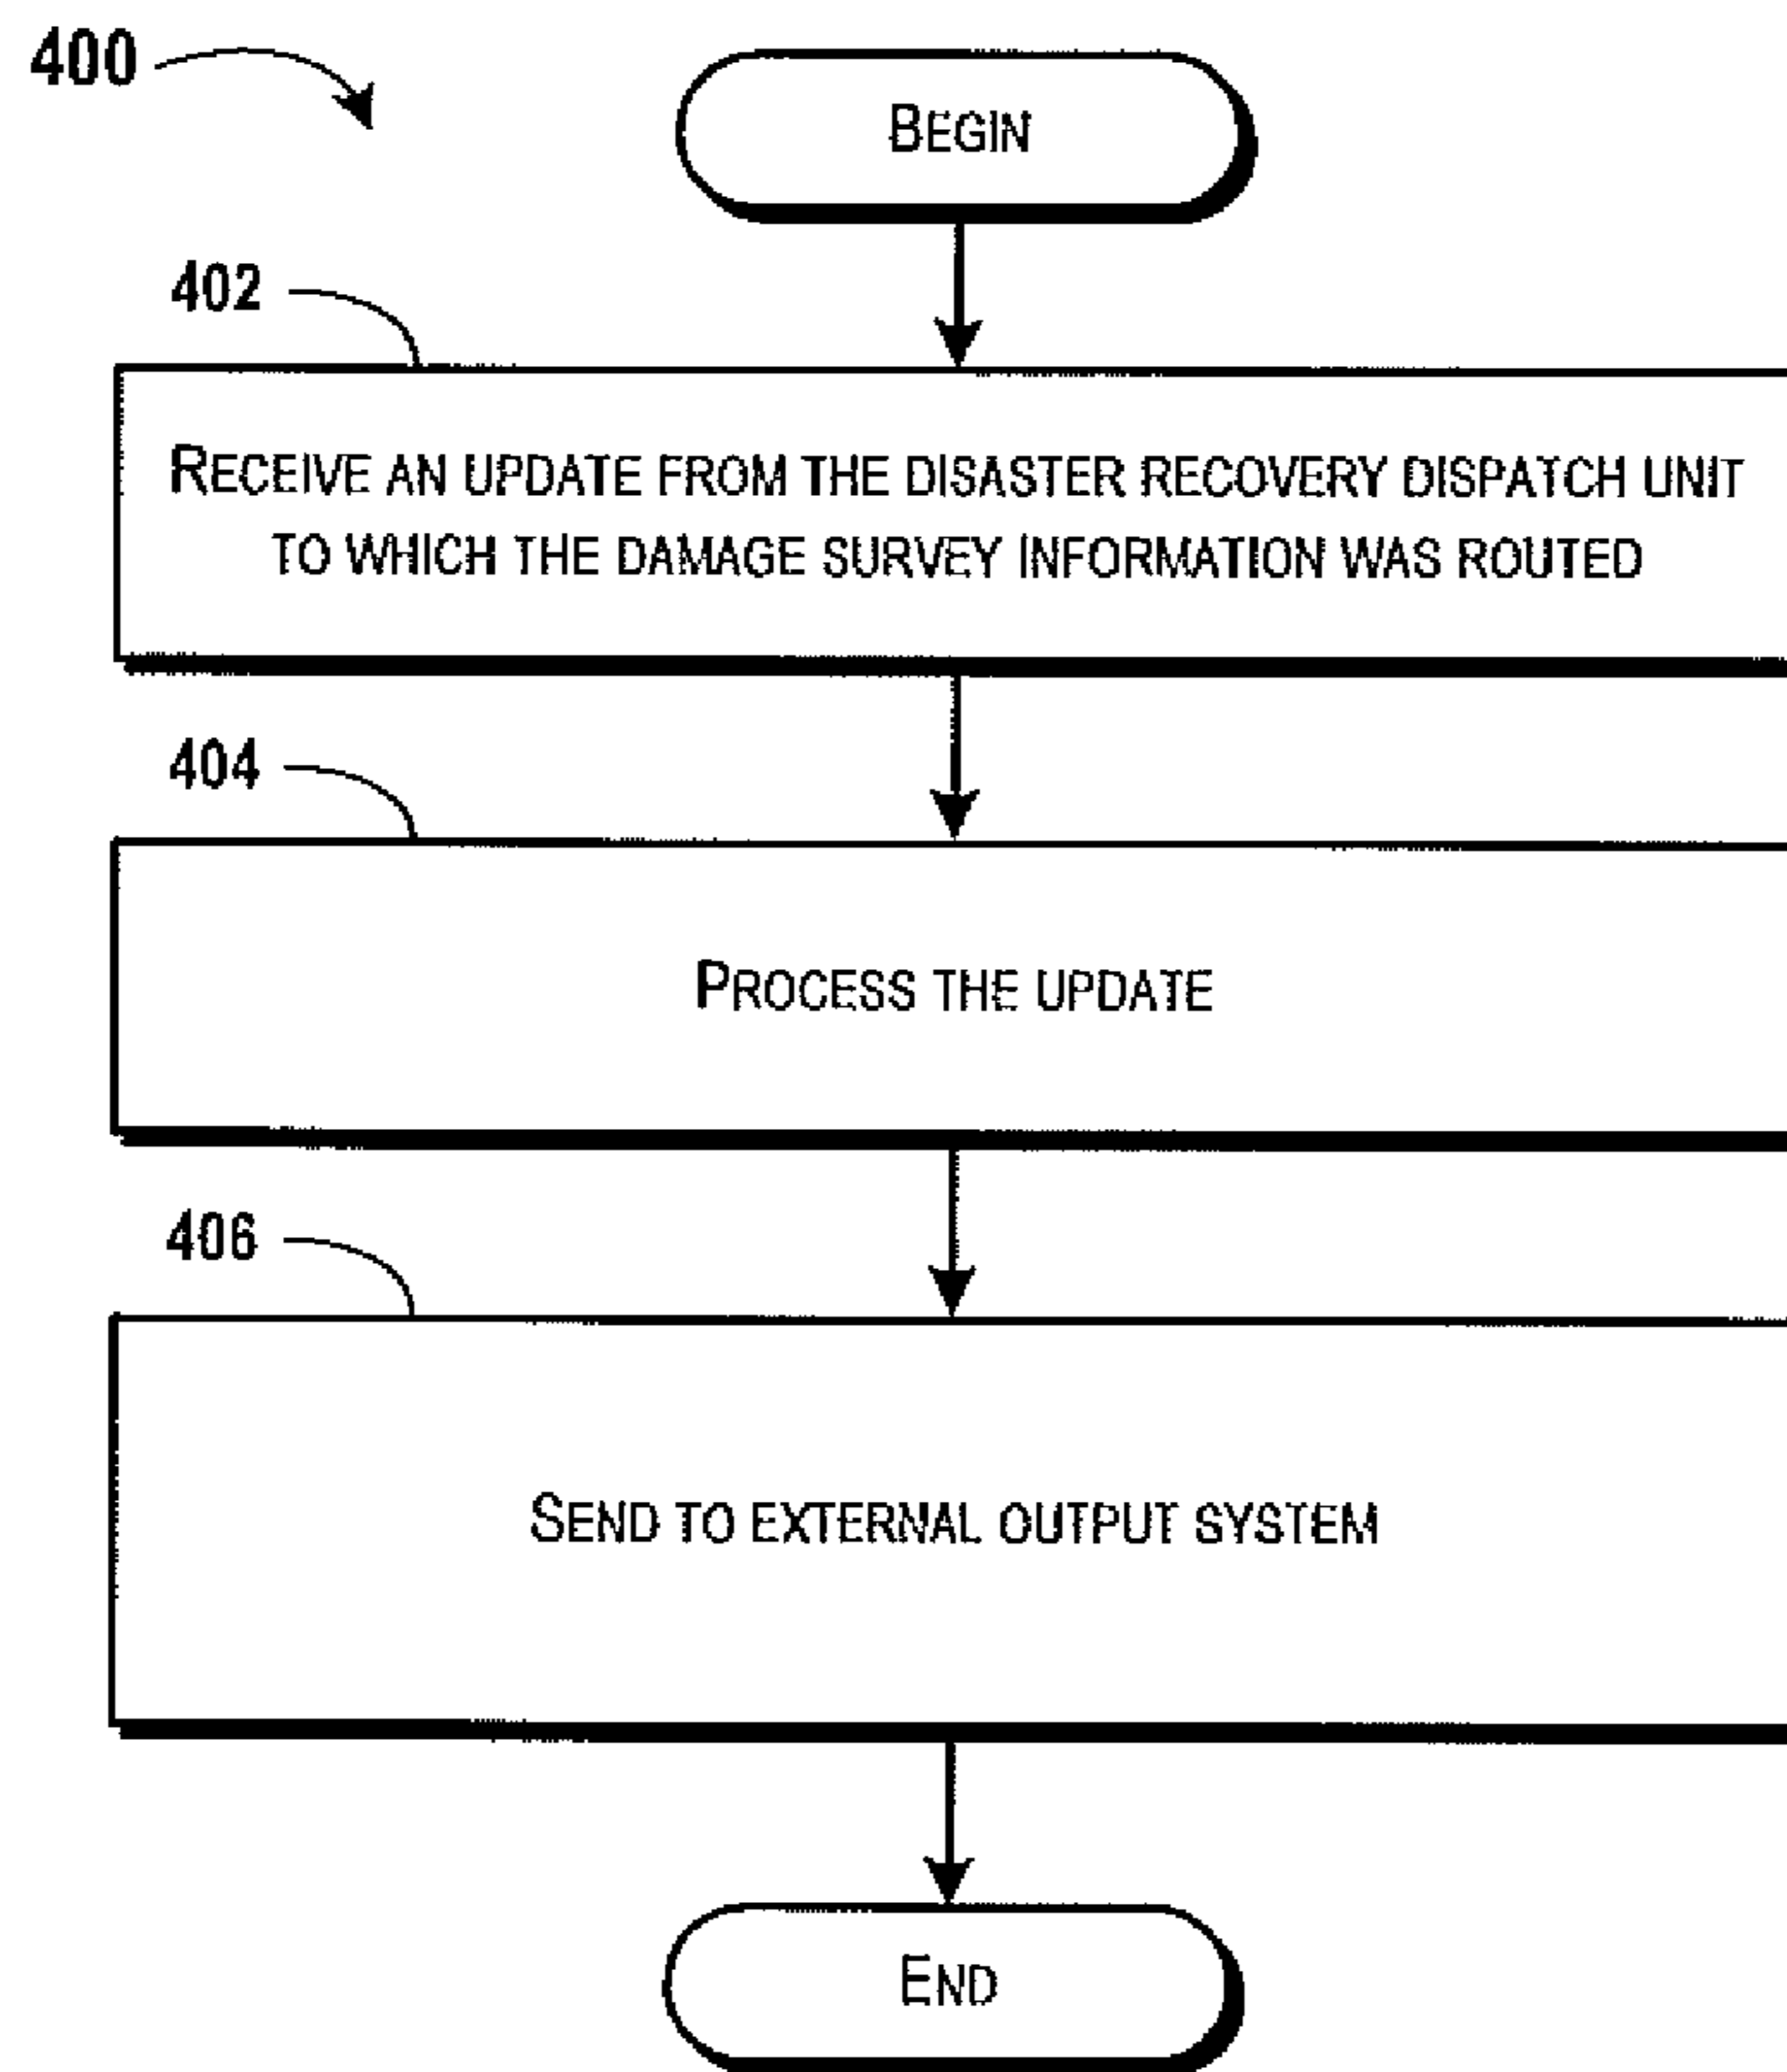 400
BEGIN
402
RECEIVE AN UPDATE FROM THE DISASTER RECOVERY DISPATCH UNIT
TO WHICH THE DAMAGE SURVEY INFORMATION WAS ROUTED
404
PROCESS THE UPDATE
406
SEND TO EXTERNAL OUTPUT SYSTEM
END